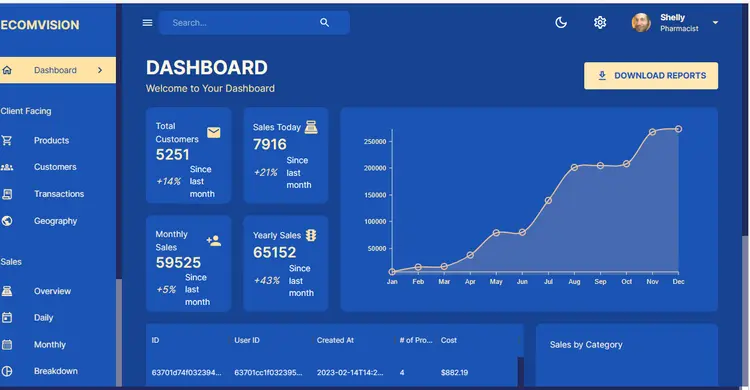 ECOMVISION
Search...
Shelly
Pharmacist
Dashboard
Client Facing
Products
Customers
Transactions
Geography
Sales
Overview
Daily
Monthly
Breakdown
DASHBOARD
Welcome to Your Dashboard
DOWNLOAD REPORTS
Total
Customers
5251
+14%
Since
last
month
Sales Today
7916
+21%
Since
last
month
Monthly
Sales
59525
+5%
Since
last
month
Yearly Sales
65152
+43%
Since
last
month
250000
200000
150000
100000
50000
Jan Feb Mar Apr May Jun Jul Aug Sep Oct Nov Dec
ID User ID Created At # of Pro... Cost
63701d74f032394... 63701cc1f032395... 2023-02-14T14:2... 4 $882.19
Sales by Category